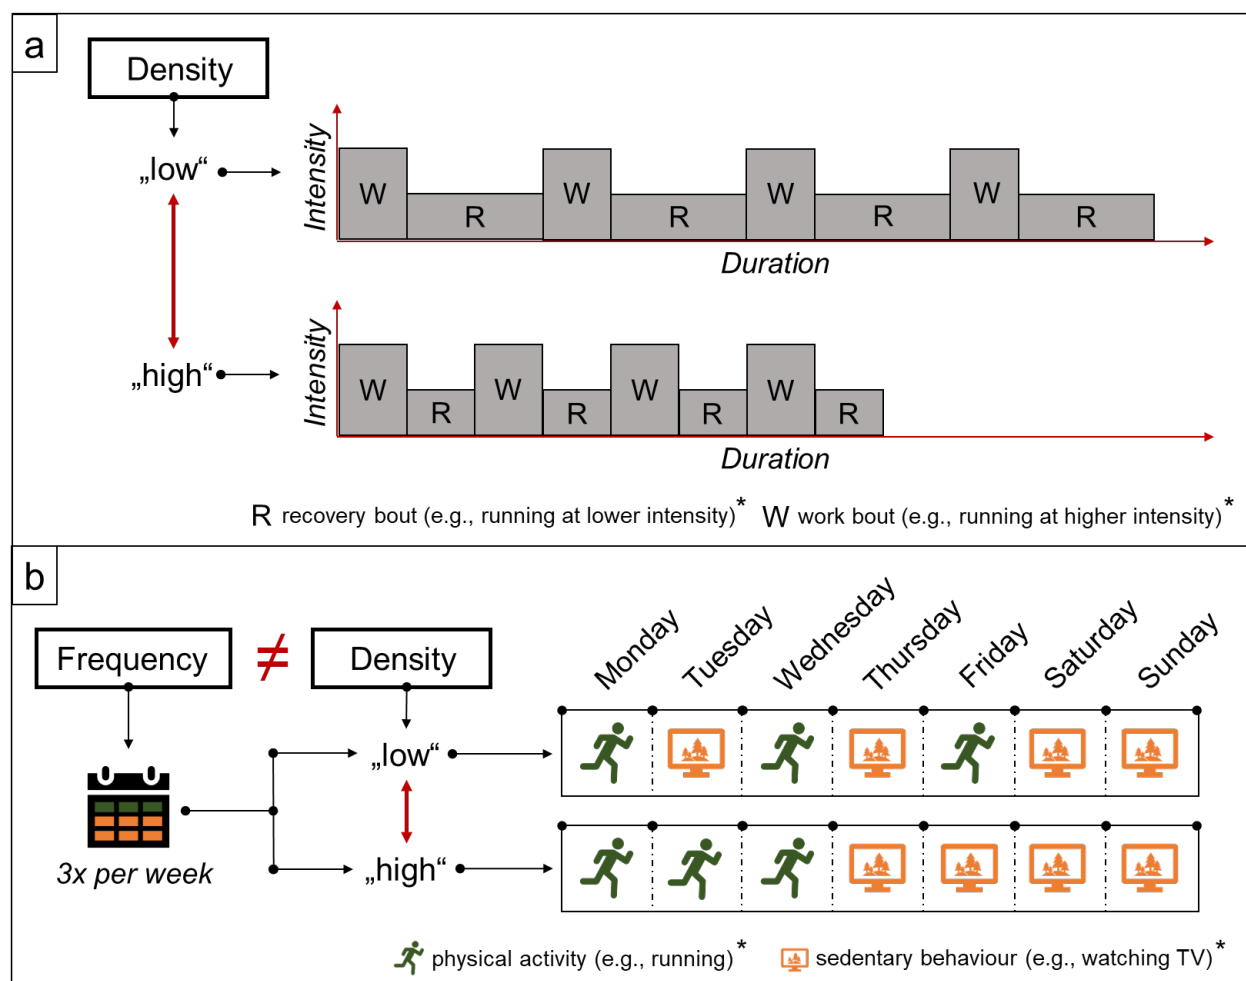 a
Density
„low“
Intensity
W R W R W R W R
Duration
„high“
Intensity
W R W R W R W R
Duration
R recovery bout (e.g., running at lower intensity)* W work bout (e.g., running at higher intensity)*
b
Frequency ≠ Density
Monday Tuesday Wednesday Thursday Friday Saturday Sunday
„low“
3x per week
„high“
physical activity (e.g., running)* sedentary behaviour (e.g., watching TV)*